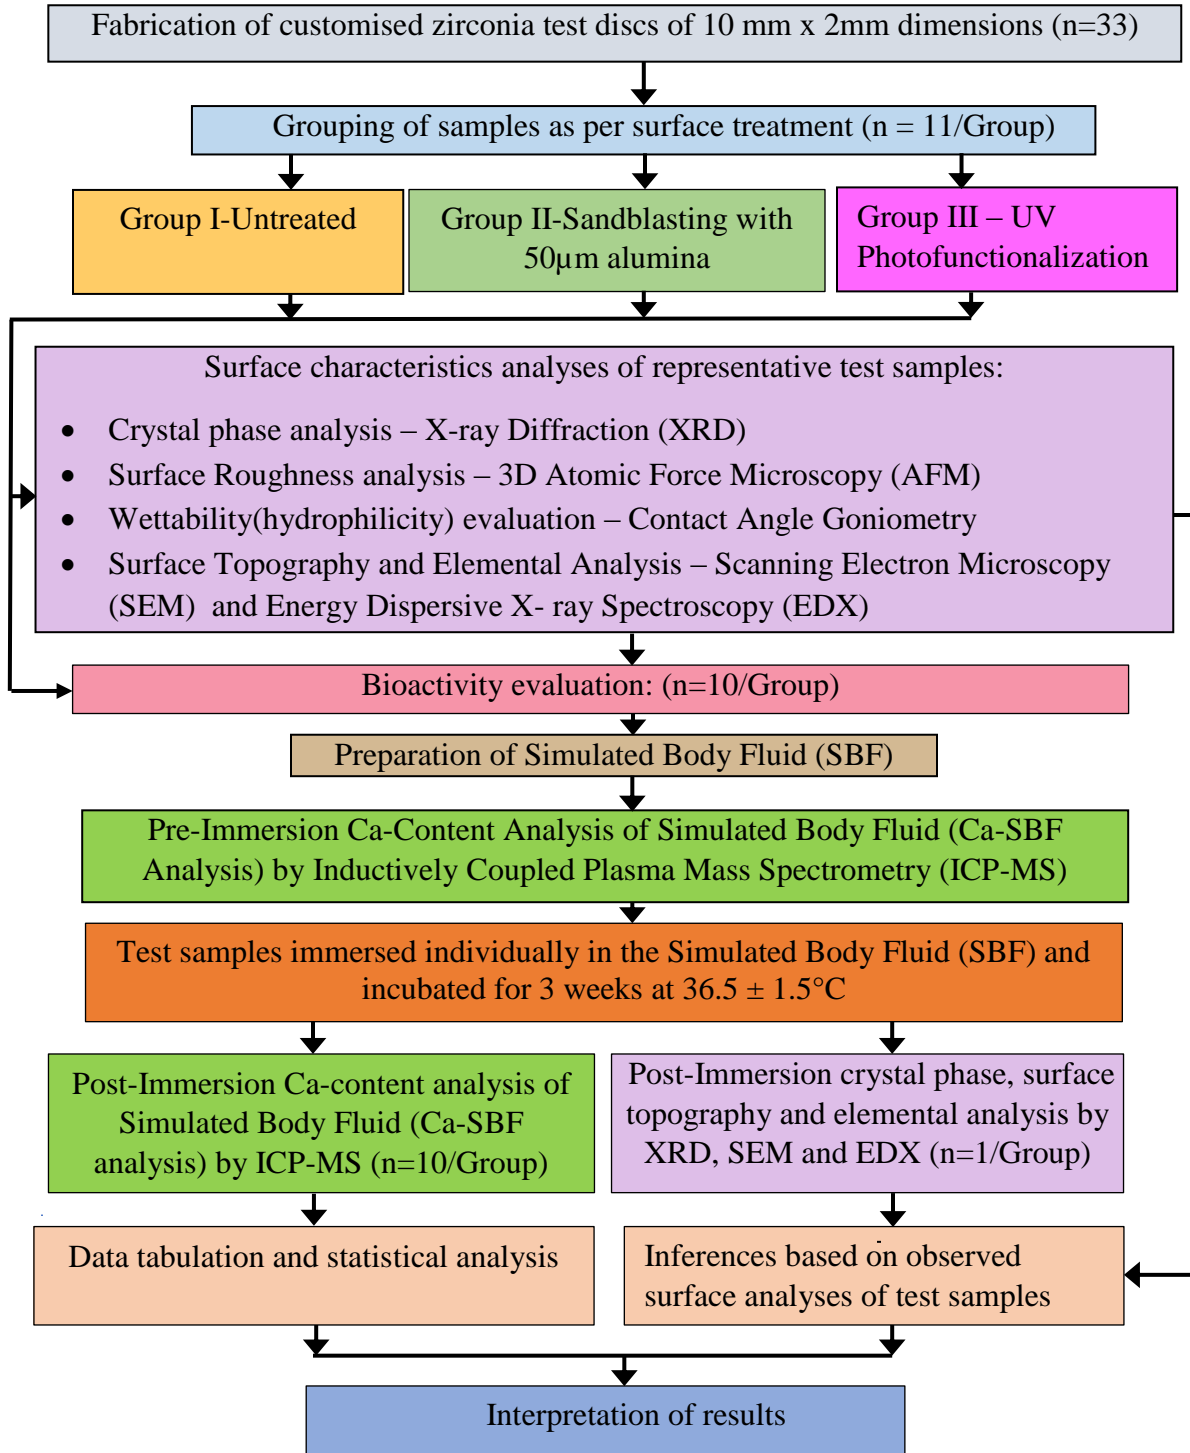 Fabrication of customised zirconia test discs of 10 mm x 2mm dimensions (n=33)
Grouping of samples as per surface treatment (n = 11/Group)
Group I-Untreated
Group II-Sandblasting with
50µm alumina
Group III – UV
Photofunctionalization
Surface characteristics analyses of representative test samples:
• Crystal phase analysis – X-ray Diffraction (XRD)
• Surface Roughness analysis – 3D Atomic Force Microscopy (AFM)
• Wettability(hydrophilicity) evaluation – Contact Angle Goniometry
• Surface Topography and Elemental Analysis – Scanning Electron Microscopy
(SEM) and Energy Dispersive X- ray Spectroscopy (EDX)
Bioactivity evaluation: (n=10/Group)
Preparation of Simulated Body Fluid (SBF)
Pre-Immersion Ca-Content Analysis of Simulated Body Fluid (Ca-SBF
Analysis) by Inductively Coupled Plasma Mass Spectrometry (ICP-MS)
Test samples immersed individually in the Simulated Body Fluid (SBF) and
incubated for 3 weeks at 36.5 ± 1.5°C
Post-Immersion Ca-content analysis of
Simulated Body Fluid (Ca-SBF
analysis) by ICP-MS (n=10/Group)
Post-Immersion crystal phase, surface
topography and elemental analysis by
XRD, SEM and EDX (n=1/Group)
Data tabulation and statistical analysis
Inferences based on observed
surface analyses of test samples
Interpretation of results